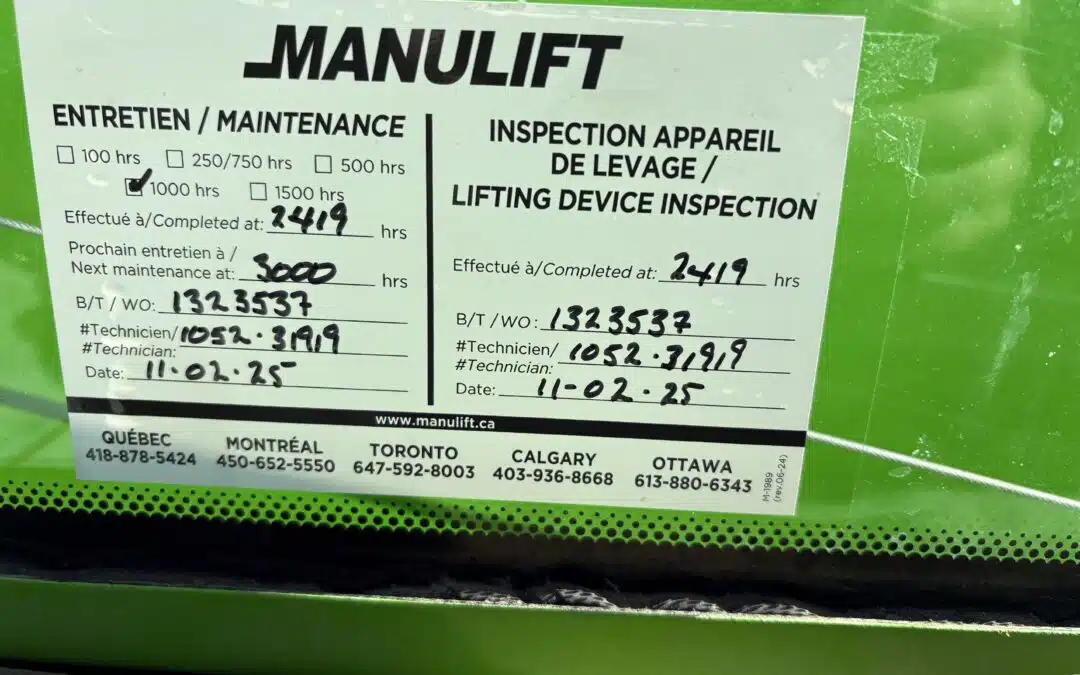 MANULIFT
ENTRETIEN / MAINTENANCE
100 hrs 250/750 hrs 500 hrs
1000 hrs 1500 hrs
Effectué à/Completed at: 2419 hrs
Prochain entretien à /
Next maintenance at: 3000 hrs
B/T / WO: 1323537
#Technicien/ 1052.31919
#Technician:
Date: 11.02.25
INSPECTION APPAREIL
DE LEVAGE /
LIFTING DEVICE INSPECTION
Effectué à/Completed at: 2419 hrs
B/T / WO: 1323537
#Technicien/ 1052.31919
#Technician:
Date: 11-02.25
www.manulift.ca
QUÉBEC
418-878-5424
MONTRÉAL
450-652-5550
TORONTO
647-592-8003
CALGARY
403-936-8668
OTTAWA
613-880-6343
M-1989
(rev.06-24)